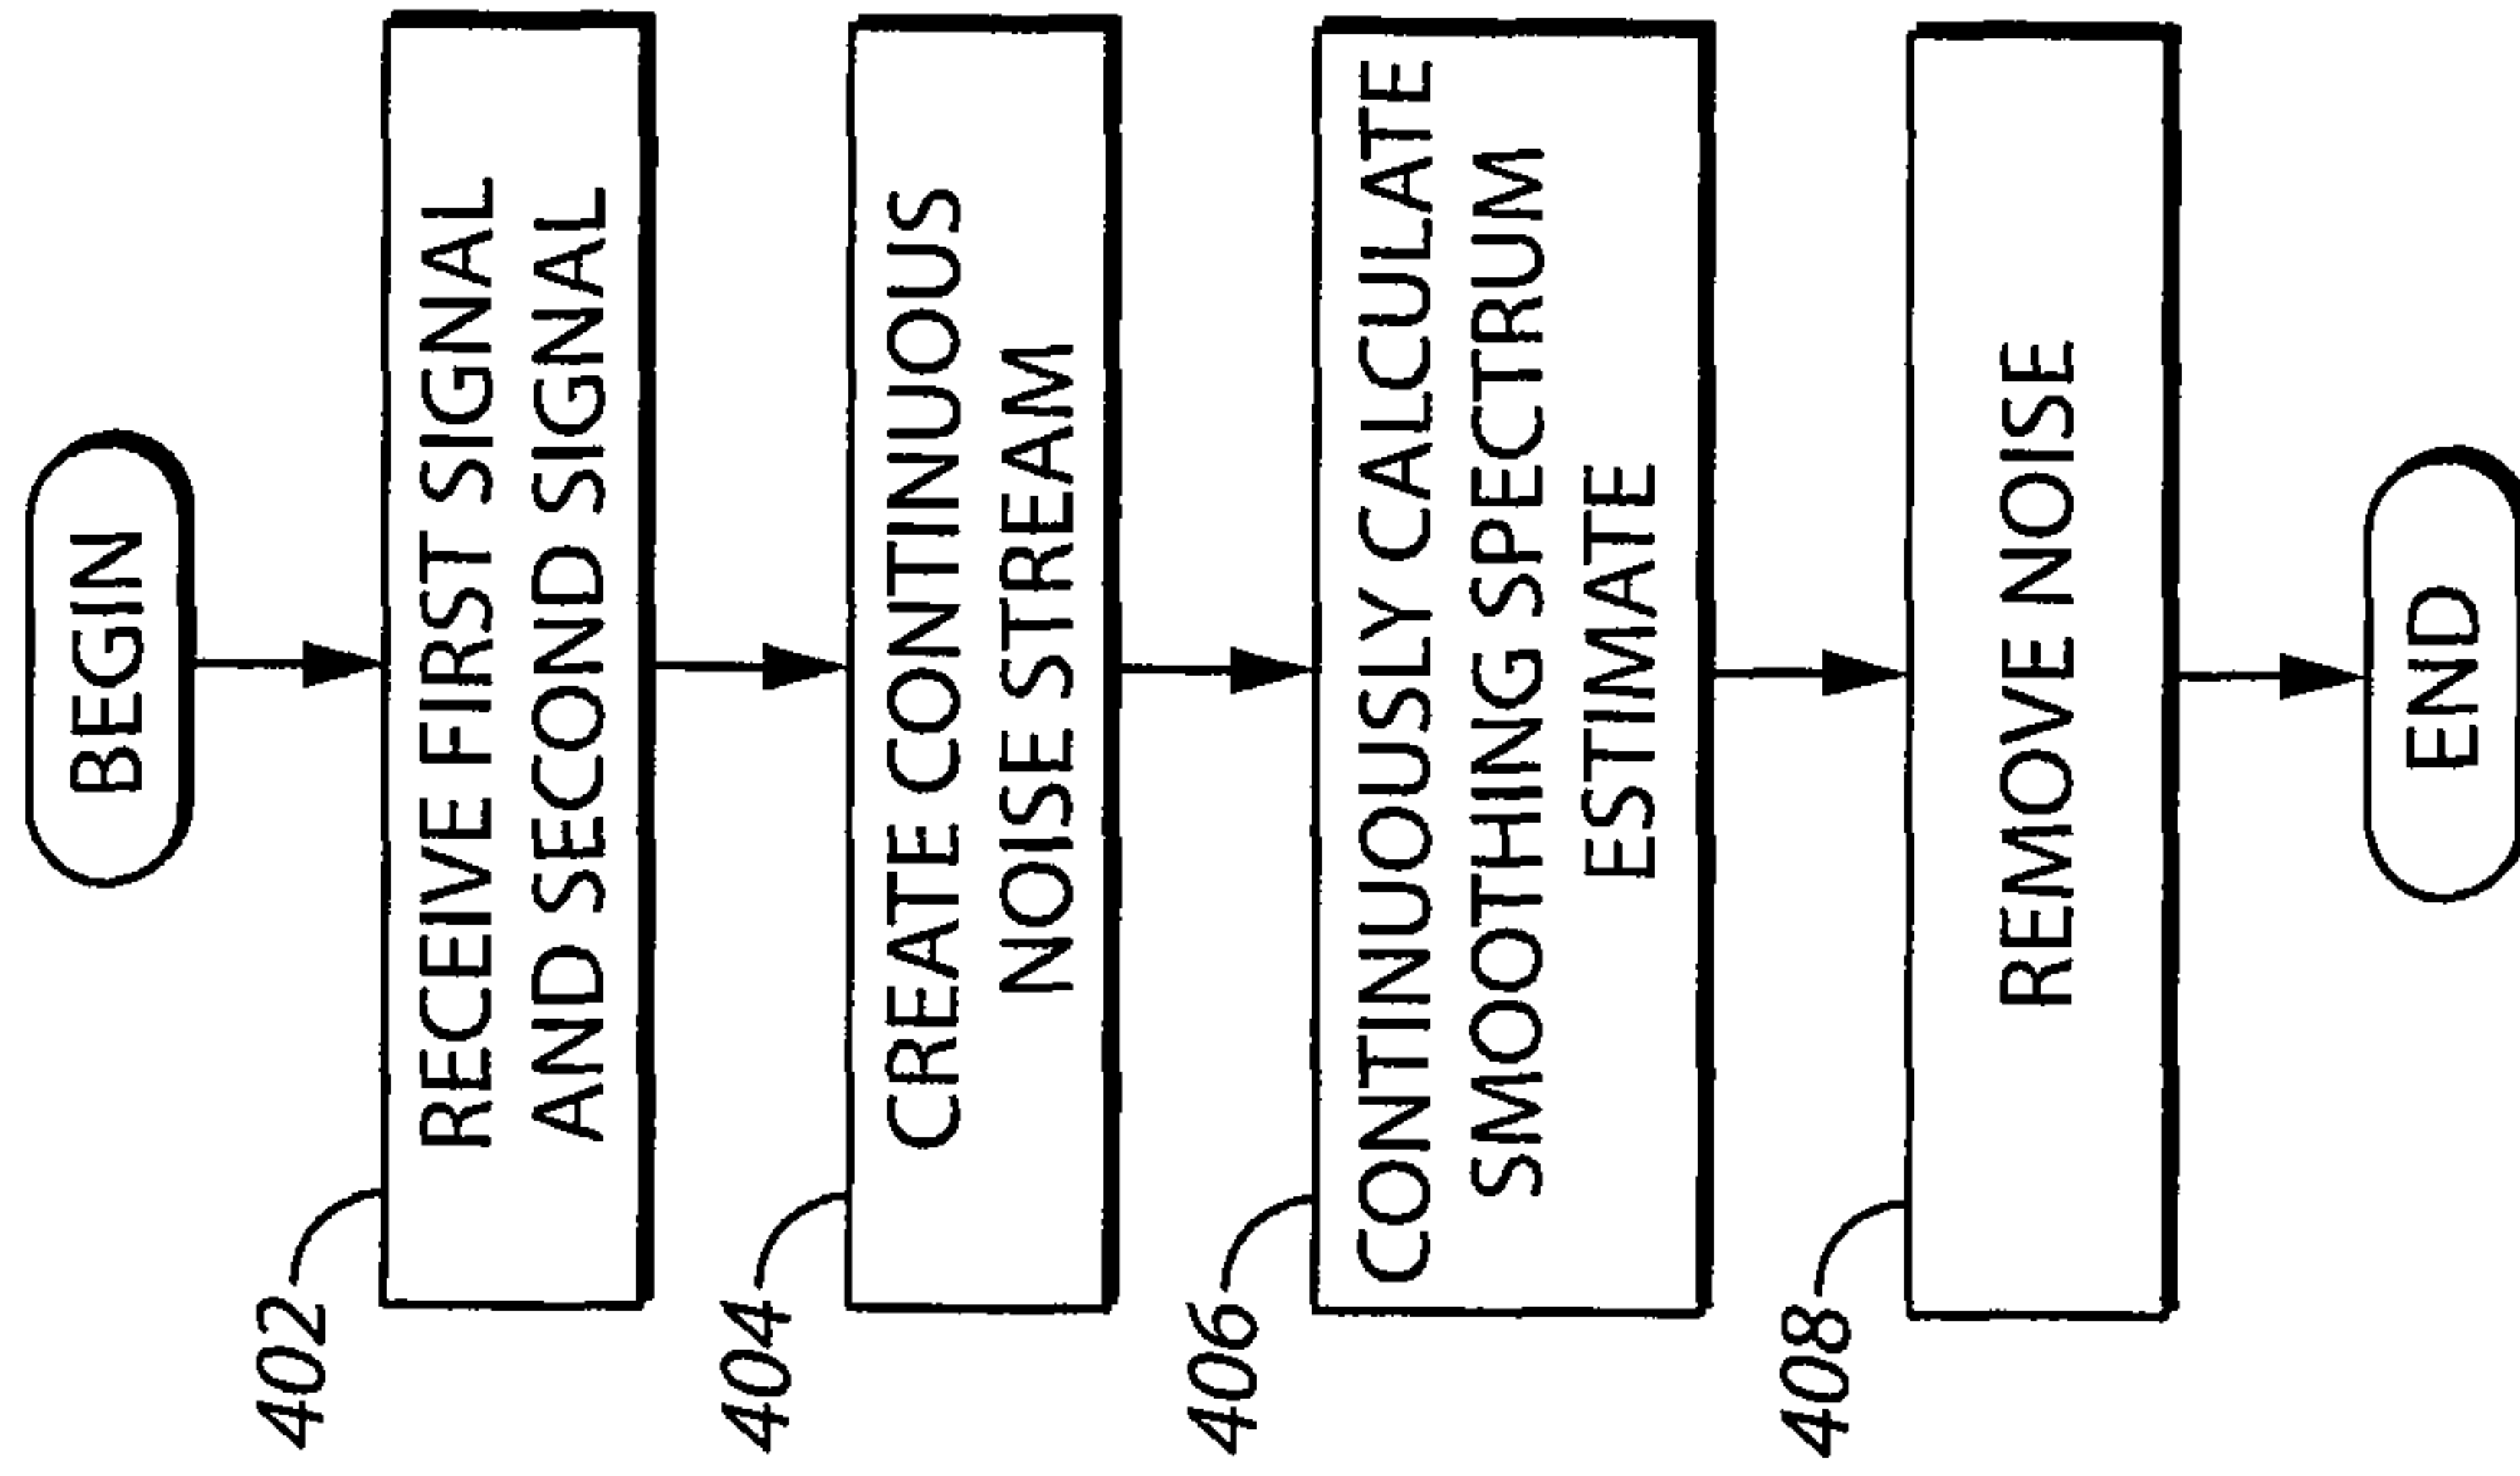 BEGIN
402
RECEIVE FIRST SIGNAL
AND SECOND SIGNAL
404
CREATE CONTINUOUS
NOISE STREAM
406
CONTINUOUSLY CALCULATE
SMOOTHING SPECTRUM
ESTIMATE
408
REMOVE NOISE
END